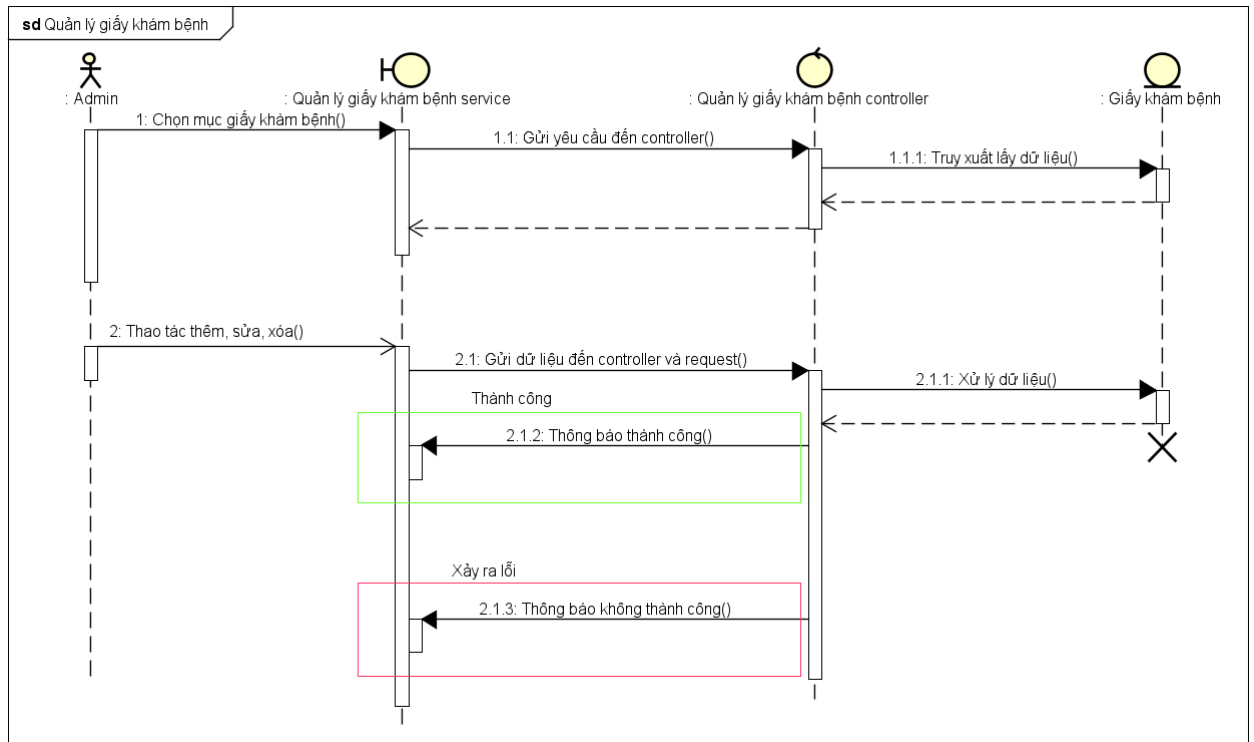 sd Quản lý giấy khám bệnh
: Admin
: Quản lý giấy khám bệnh service
: Quản lý giấy khám bệnh controller
: Giấy khám bệnh
1: Chọn mục giấy khám bệnh()
1.1: Gửi yêu cầu đến controller()
1.1.1: Truy xuất lấy dữ liệu()
2: Thao tác thêm, sửa, xóa()
2.1: Gửi dữ liệu đến controller và request()
2.1.1: Xử lý dữ liệu()
Thành công
2.1.2: Thông báo thành công()
Xảy ra lỗi
2.1.3: Thông báo không thành công()